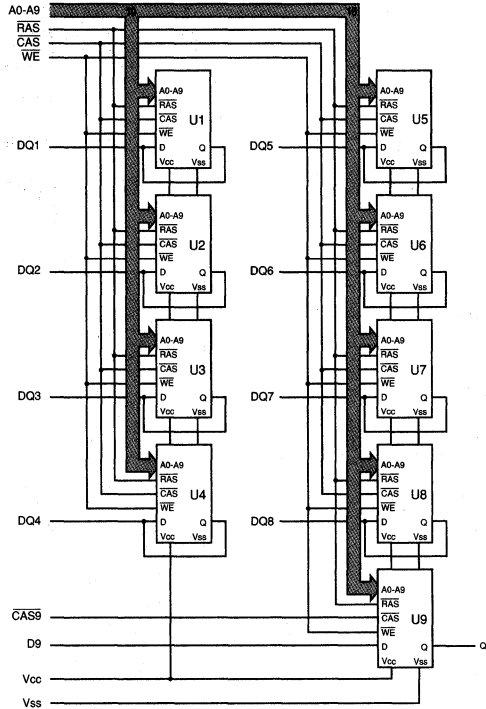 A0-A9
10
10
RAS
CAS
WE
A0-A9
RAS
CAS
WE
D
Q
Vcc
Vss
U1
DQ1
A0-A9
RAS
CAS
WE
D
Q
Vcc
Vss
U5
DQ5
A0-A9
RAS
CAS
WE
D
Q
Vcc
Vss
U2
DQ2
A0-A9
RAS
CAS
WE
D
Q
Vcc
Vss
U6
DQ6
A0-A9
RAS
CAS
WE
D
Q
Vcc
Vss
U3
DQ3
A0-A9
RAS
CAS
WE
D
Q
Vcc
Vss
U7
DQ7
A0-A9
RAS
CAS
WE
D
Q
Vcc
Vss
U4
DQ4
A0-A9
RAS
CAS
WE
D
Q
Vcc
Vss
U8
DQ8
A0-A9
RAS
CAS
WE
D
Q
Vcc
Vss
U9
CAS9
D9
Q
Vcc
Vss